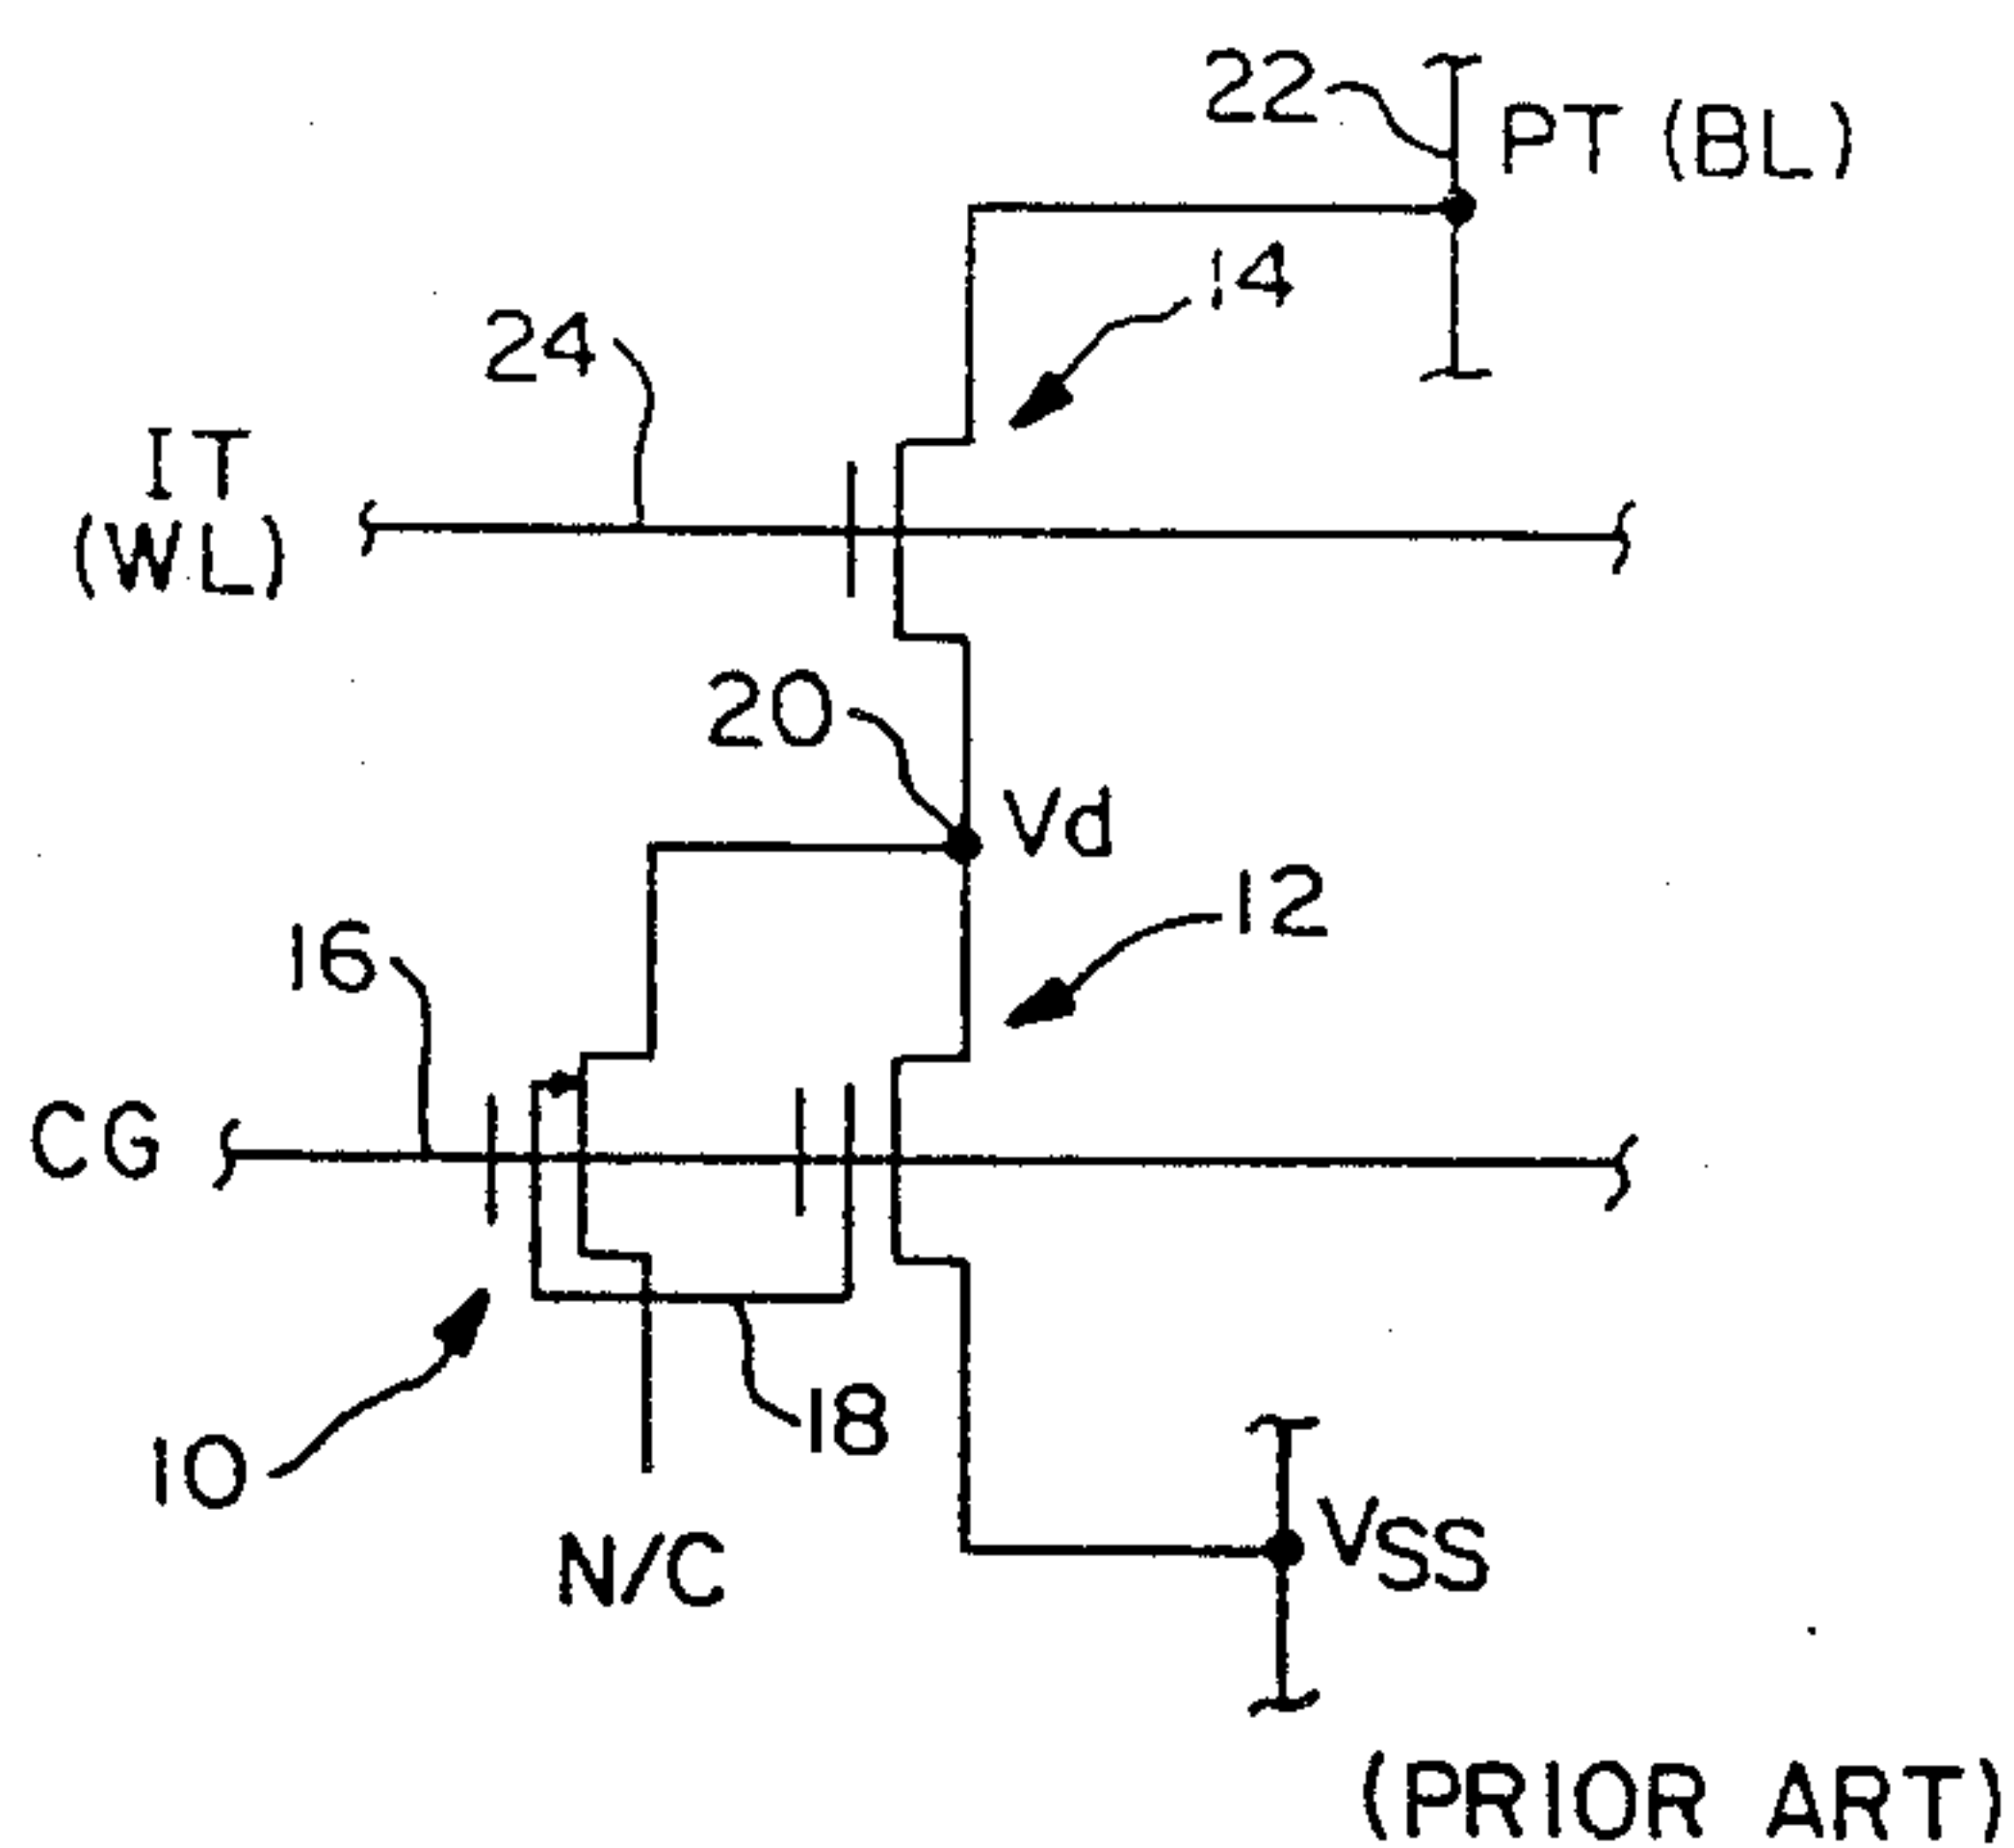 22
PT (BL)
14
24
IT
(WL)
20
Vd
12
16
CG
18
10
N/C
VSS
(PRIOR ART)